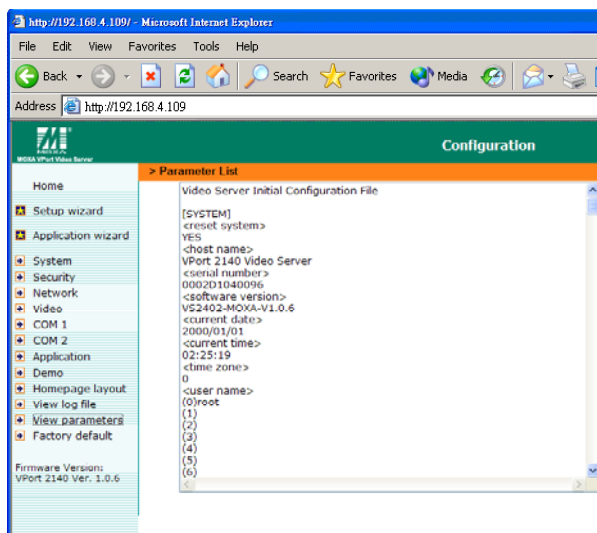 http://192.168.4.109/ - Microsoft Internet Explorer
File Edit View Favorites Tools Help
Back Search Favorites Media
Address http://192.168.4.109
MOXA
MOXA VPort Video Server
Configuration
> Parameter List
Home
Setup wizard
Application wizard
System
Security
Network
Video
COM 1
COM 2
Application
Demo
Homepage layout
View log file
View parameters
Factory default
Firmware Version:
VPort 2140 Ver. 1.0.6
Video Server Initial Configuration File
[SYSTEM]
<reset system>
YES
<host name>
VPort 2140 Video Server
<serial number>
0002D1040096
<software version>
VS2402-MOXA-V1.0.6
<current date>
2000/01/01
<current time>
02:25:19
<time zone>
0
<user name>
(0)root
(1)
(2)
(3)
(4)
(5)
(6)